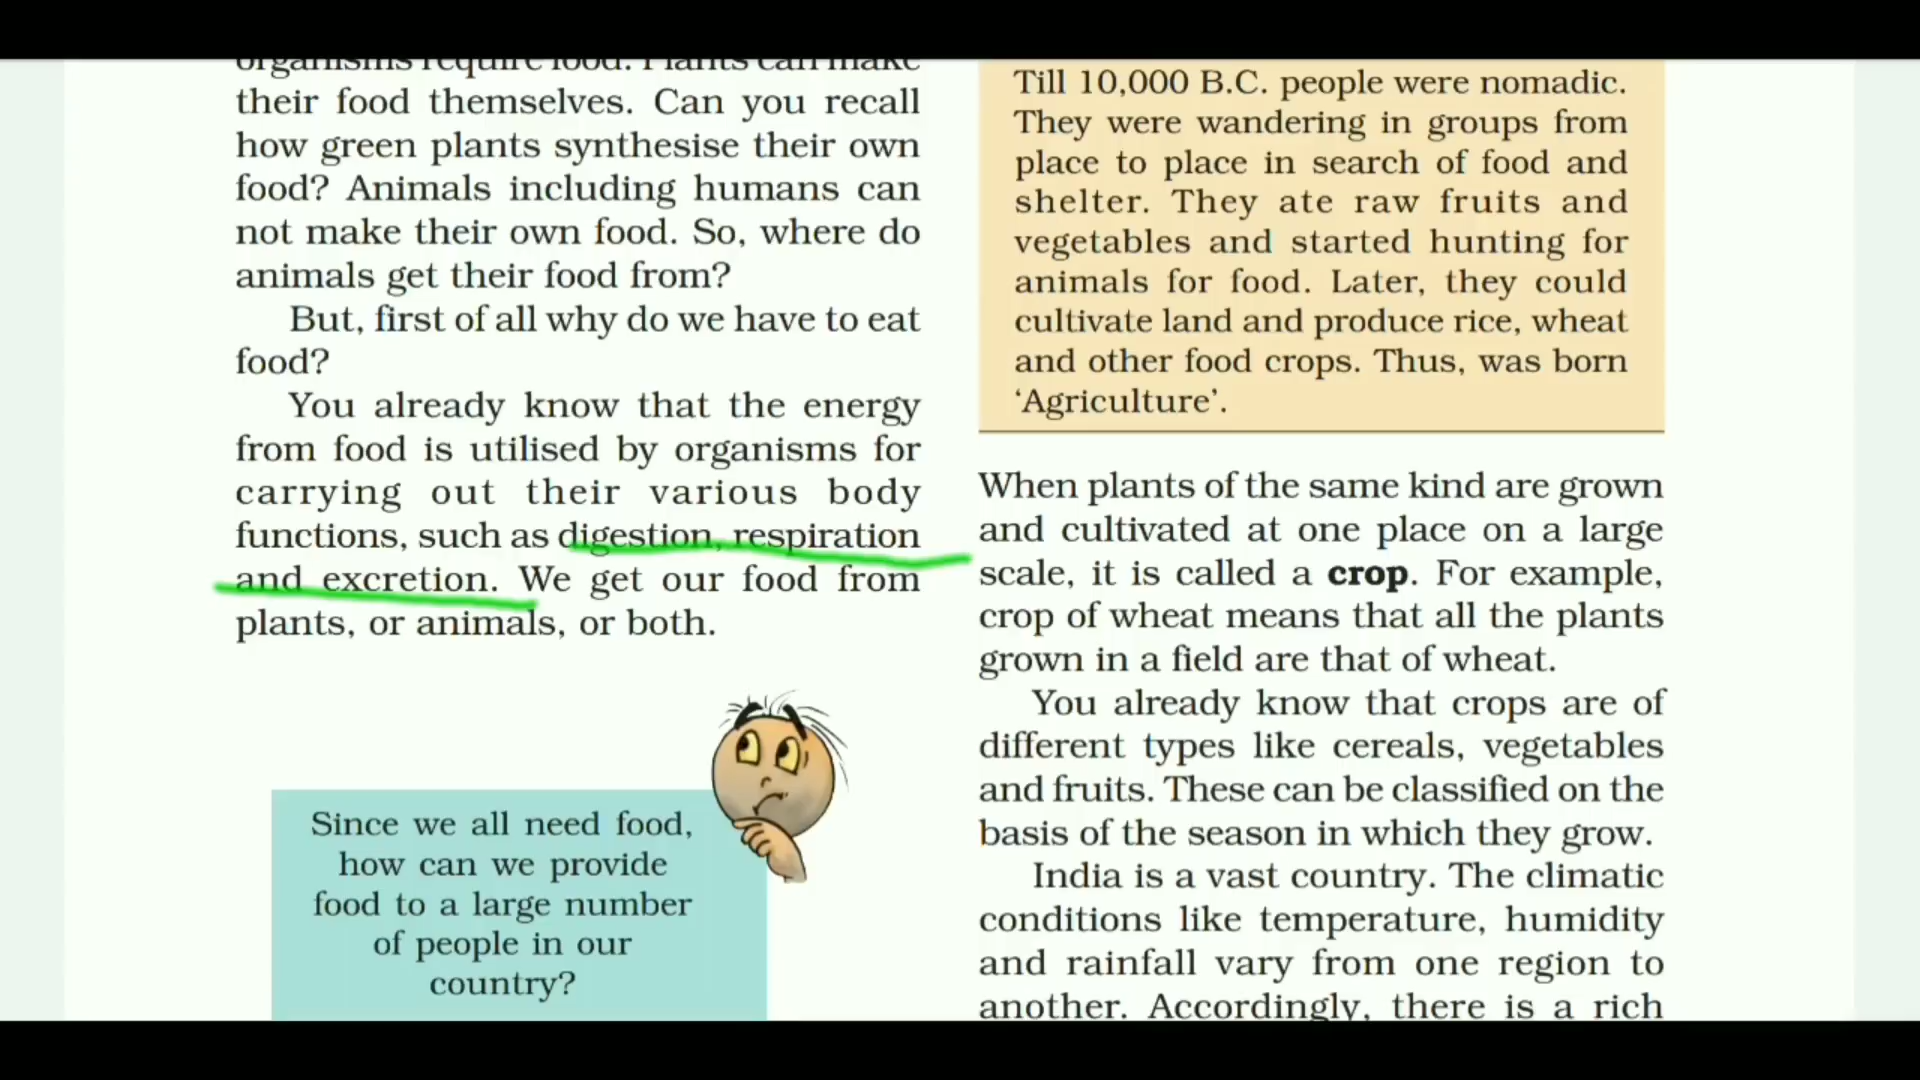 organisms require food. Plants can make
their food themselves. Can you recall
how green plants synthesise their own
food? Animals including humans can
not make their own food. So, where do
animals get their food from?
But, first of all why do we have to eat
food?
You already know that the energy
from food is utilised by organisms for
carrying out their various body
functions, such as digestion, respiration
and excretion. We get our food from
plants, or animals, or both.
Since we all need food,
how can we provide
food to a large number
of people in our
country?
Till 10,000 B.C. people were nomadic.
They were wandering in groups from
place to place in search of food and
shelter. They ate raw fruits and
vegetables and started hunting for
animals for food. Later, they could
cultivate land and produce rice, wheat
and other food crops. Thus, was born
‘Agriculture’.
When plants of the same kind are grown
and cultivated at one place on a large
scale, it is called a crop. For example,
crop of wheat means that all the plants
grown in a field are that of wheat.
You already know that crops are of
different types like cereals, vegetables
and fruits. These can be classified on the
basis of the season in which they grow.
India is a vast country. The climatic
conditions like temperature, humidity
and rainfall vary from one region to
another. Accordingly, there is a rich